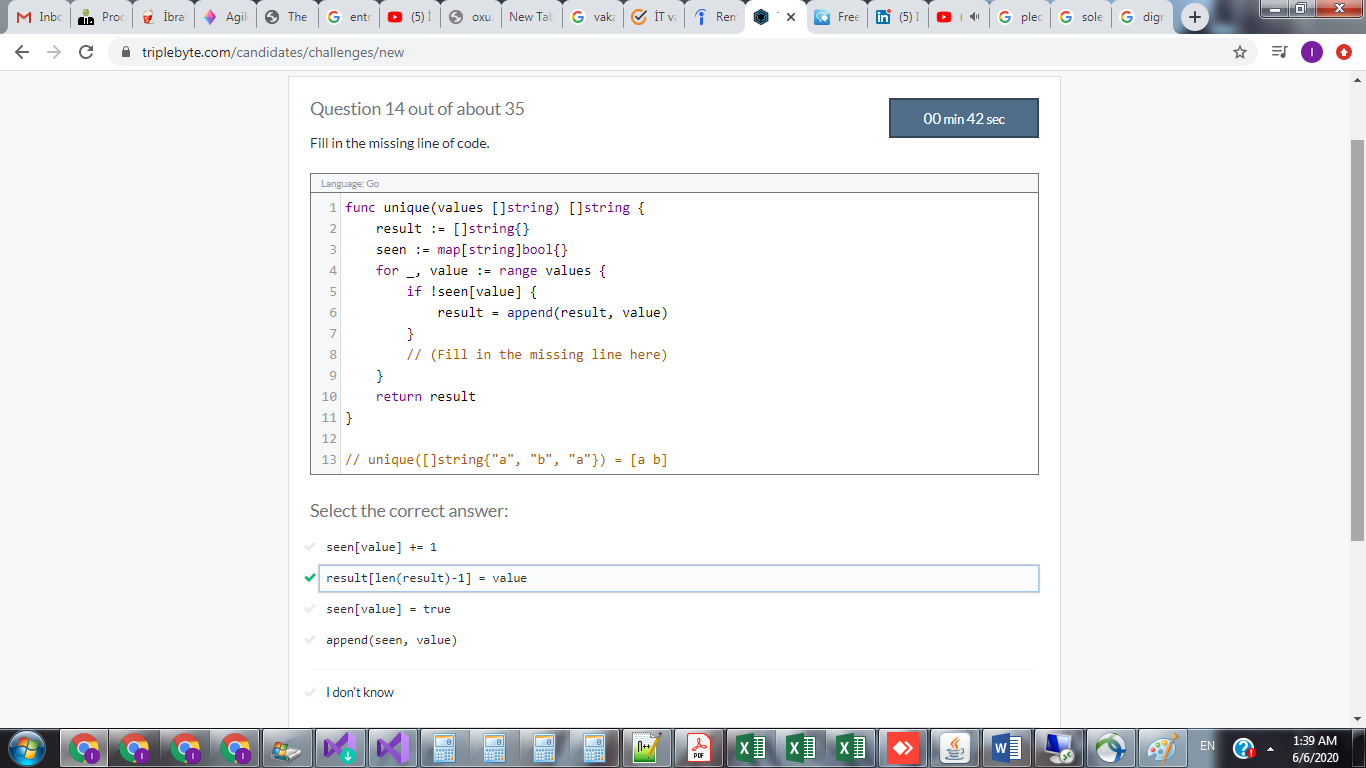 Inbc
Proc
İbra
Agil
The
entr
(5) İ
oxu.
New Tab
vaka
İT va
Rem
Free
(5) I
plec
sole
digr
triplebyte.com/candidates/challenges/new
I
Question 14 out of about 35
00 min 42 sec
Fill in the missing line of code.
Language: Go
1 func unique(values []string) []string {
2 result := []string{}
3 seen := map[string]bool{}
4 for _, value := range values {
5 if !seen[value] {
6 result = append(result, value)
7 }
8 // (Fill in the missing line here)
9 }
10 return result
11 }
12
13 // unique([]string{"a", "b", "a"}) = [a b]
Select the correct answer:
seen[value] += 1
result[len(result)-1] = value
seen[value] = true
append(seen, value)
I don't know
EN
1:39 AM
6/6/2020